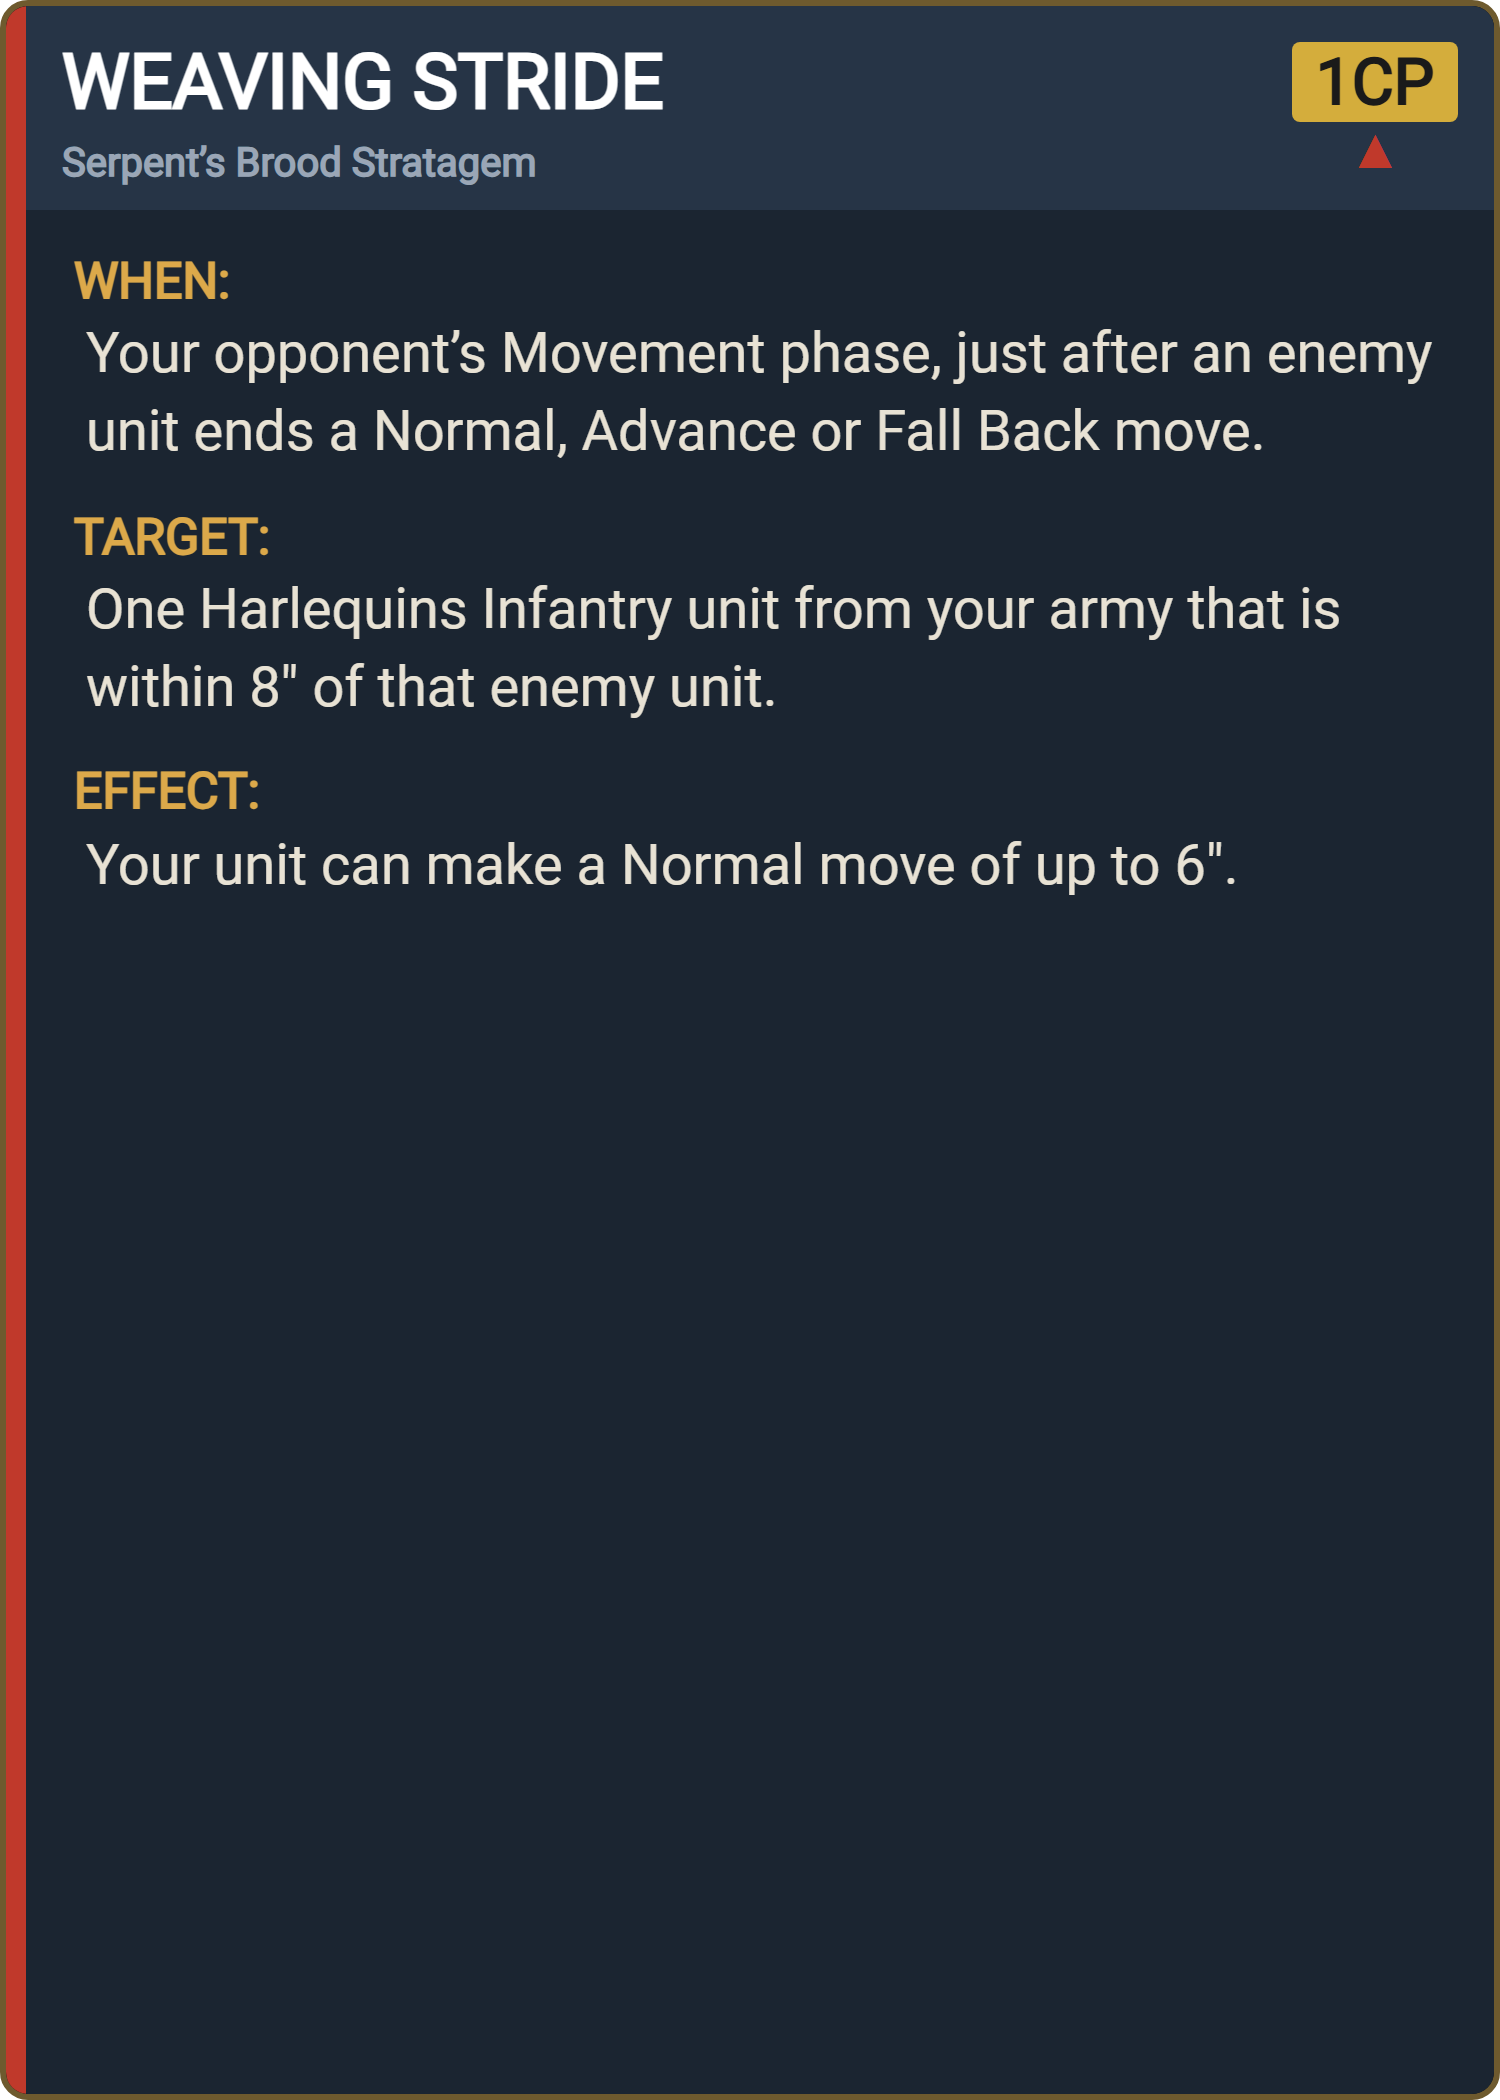 WEAVING STRIDE
1CP
Serpent’s Brood Stratagem
WHEN:
Your opponent’s Movement phase, just after an enemy
unit ends a Normal, Advance or Fall Back move.
TARGET:
One Harlequins Infantry unit from your army that is
within 8" of that enemy unit.
EFFECT:
Your unit can make a Normal move of up to 6".